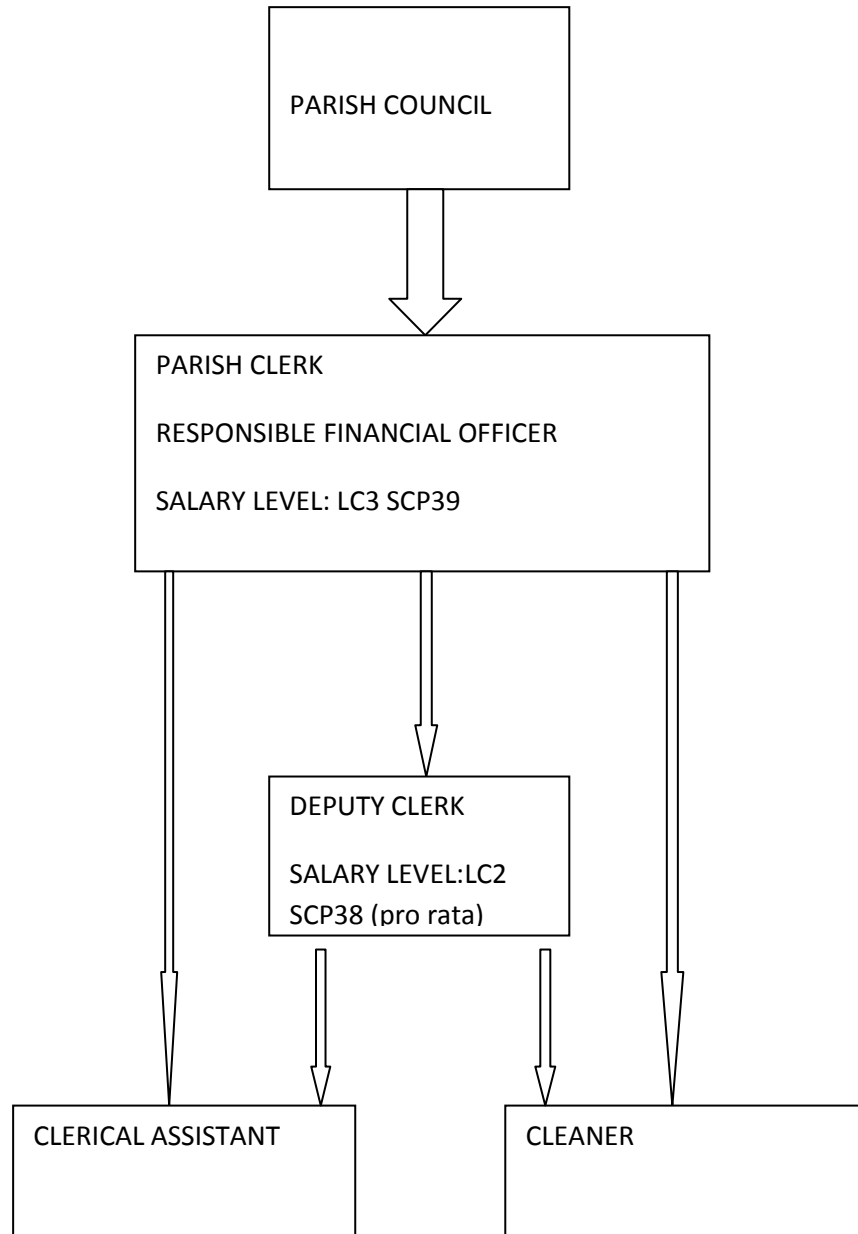 PARISH COUNCIL
PARISH CLERK
RESPONSIBLE FINANCIAL OFFICER
SALARY LEVEL: LC3 SCP39
DEPUTY CLERK
SALARY LEVEL:LC2
SCP38 (pro rata)
CLERICAL ASSISTANT
CLEANER